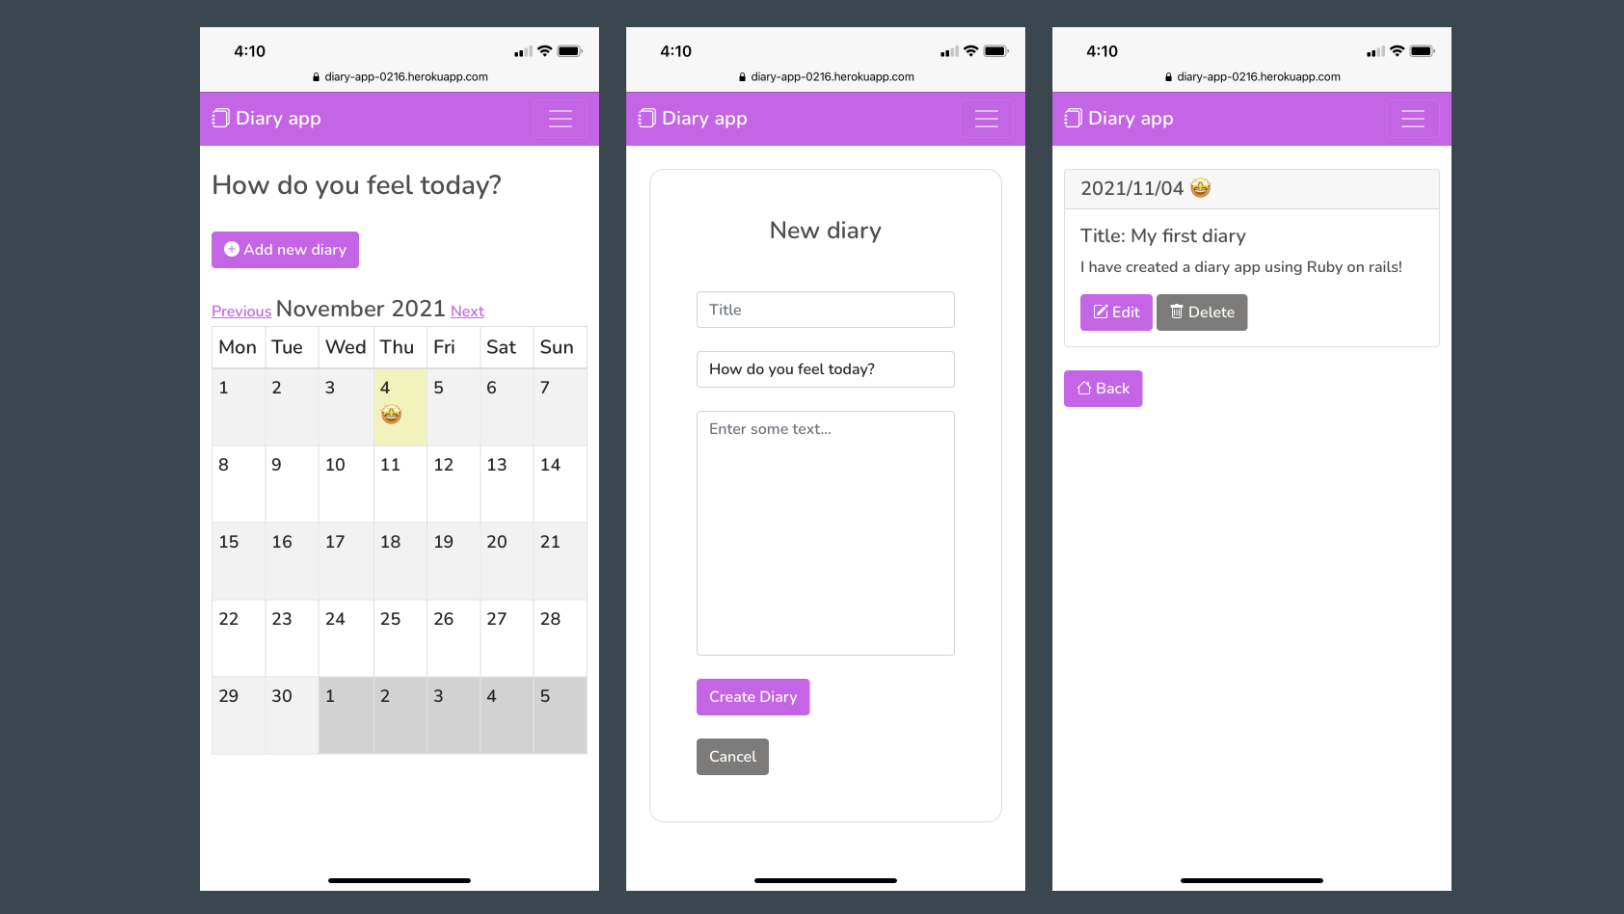 4:10
diary-app-0216.herokuapp.com
Diary app
How do you feel today?
Add new diary
Previous November 2021 Next
Mon Tue Wed Thu Fri Sat Sun
1 2 3 4 5 6 7
🤩
8 9 10 11 12 13 14
15 16 17 18 19 20 21
22 23 24 25 26 27 28
29 30 1 2 3 4 5
4:10
diary-app-0216.herokuapp.com
Diary app
New diary
Title
How do you feel today?
Enter some text...
Create Diary
Cancel
4:10
diary-app-0216.herokuapp.com
Diary app
2021/11/04 🤩
Title: My first diary
I have created a diary app using Ruby on rails!
Edit Delete
Back